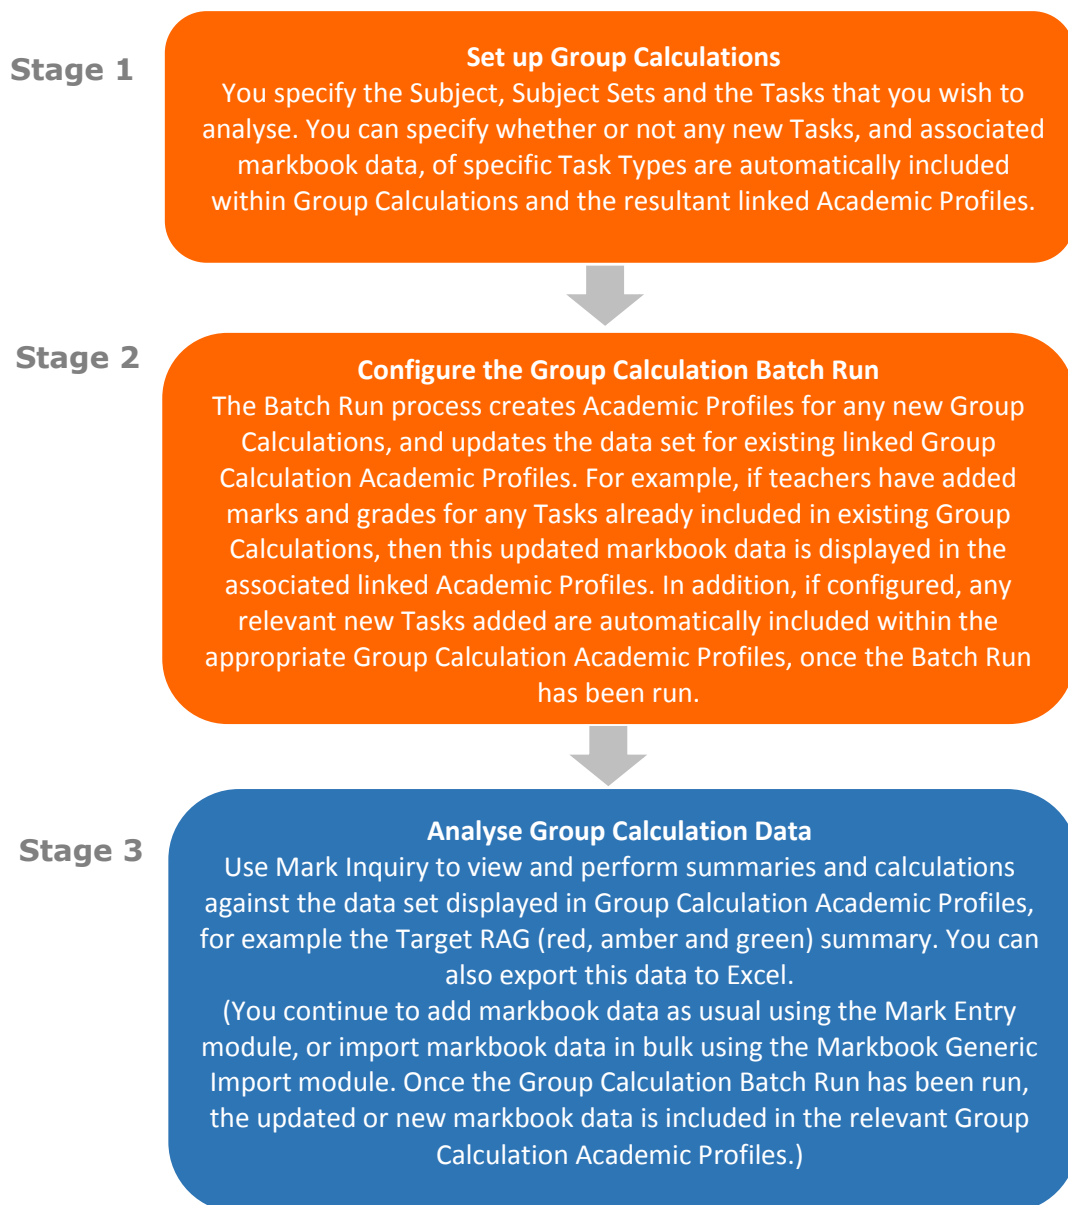 Stage 1
Set up Group Calculations
You specify the Subject, Subject Sets and the Tasks that you wish to
analyse. You can specify whether or not any new Tasks, and associated
markbook data, of specific Task Types are automatically included
within Group Calculations and the resultant linked Academic Profiles.
Stage 2
Configure the Group Calculation Batch Run
The Batch Run process creates Academic Profiles for any new Group
Calculations, and updates the data set for existing linked Group
Calculation Academic Profiles. For example, if teachers have added
marks and grades for any Tasks already included in existing Group
Calculations, then this updated markbook data is displayed in the
associated linked Academic Profiles. In addition, if configured, any
relevant new Tasks added are automatically included within the
appropriate Group Calculation Academic Profiles, once the Batch Run
has been run.
Stage 3
Analyse Group Calculation Data
Use Mark Inquiry to view and perform summaries and calculations
against the data set displayed in Group Calculation Academic Profiles,
for example the Target RAG (red, amber and green) summary. You can
also export this data to Excel.
(You continue to add markbook data as usual using the Mark Entry
module, or import markbook data in bulk using the Markbook Generic
Import module. Once the Group Calculation Batch Run has been run,
the updated or new markbook data is included in the relevant Group
Calculation Academic Profiles.)